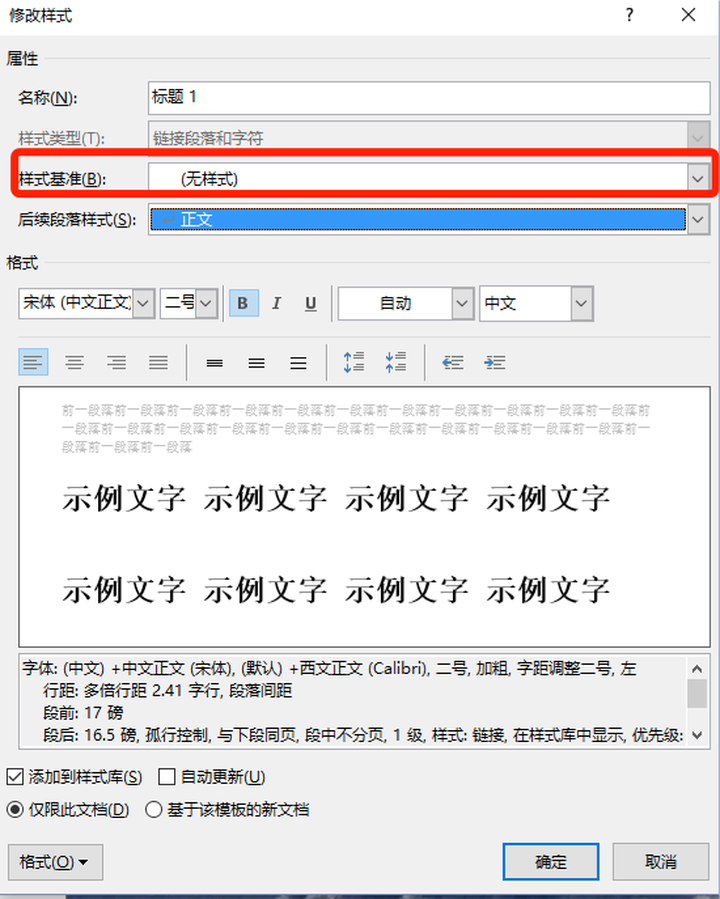 修改样式 ?
属性
名称(N): 标题 1
样式类型(T): 链接段落和字符
样式基准(B): (无样式)
后续段落样式(S): 正文
格式
宋体 (中文正文) 二号 B I U 自动 中文
前一段落前一段落前一段落前一段落前一段落前一段落前一段落前一段落前一段落前一段落前一段落前
一段落前一段落前一段落前一段落前一段落前一段落前一段落前一段落前一段落前一段落前一段落前一
段落前一段落前一段落
示例文字 示例文字 示例文字 示例文字
示例文字 示例文字 示例文字 示例文字
字体: (中文) +中文正文 (宋体), (默认) +西文正文 (Calibri), 二号, 加粗, 字距调整二号, 左
行距: 多倍行距 2.41 字行, 段落间距
段前: 17 磅
段后: 16.5 磅, 孤行控制, 与下段同页, 段中不分页, 1 级, 样式: 链接, 在样式库中显示, 优先级:
添加到样式库(S) 自动更新(U)
仅限此文档(D) 基于该模板的新文档
格式(O) 确定 取消